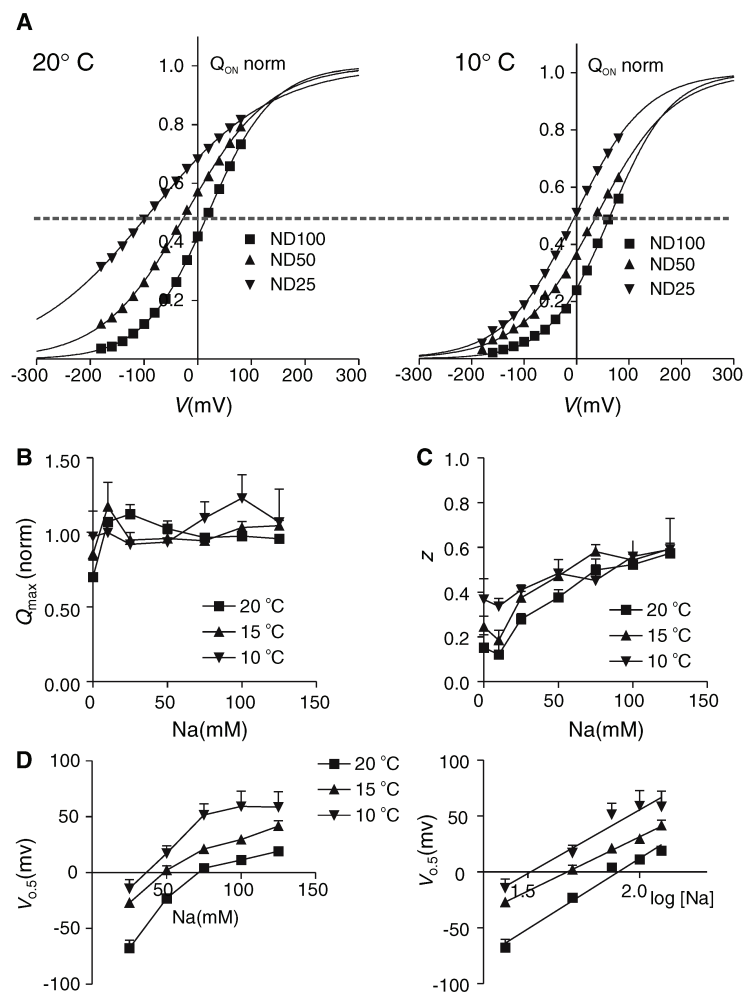 A
20° C
1.0
QON norm
0.8
0.6
0.4
0.2
ND100
ND50
ND25
-300 -200 -100 0 100 200 300
V(mV)
10° C
1.0
QON norm
0.8
0.6
0.4
0.2
ND100
ND50
ND25
-300 -200 -100 0 100 200 300
V(mV)
B
1.50
1.00
0.50
0.00
Qmax (norm)
20 °C
15 °C
10 °C
0 50 100 150
Na(mM)
C
1.0
0.8
0.6
0.4
0.2
0.0
z
20 °C
15 °C
10 °C
0 50 100 150
Na(mM)
D
100
50
0
-50
-100
V0.5(mv)
20 °C
15 °C
10 °C
50 100 150
Na(mM)
100
50
0
-50
-100
V0.5(mv)
1.5 2.0
log [Na]